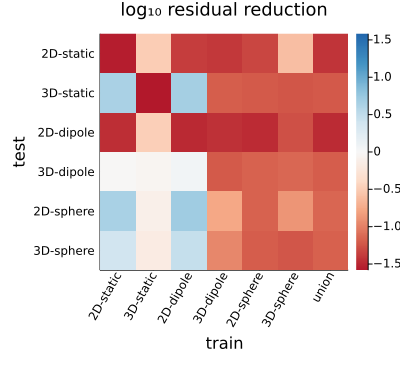 log₁₀ residual reduction
2D-static
3D-static
2D-dipole
3D-dipole
2D-sphere
3D-sphere
test
2D-static
3D-static
2D-dipole
3D-dipole
2D-sphere
3D-sphere
union
train
1.5
1.0
0.5
0
−0.5
−1.0
−1.5